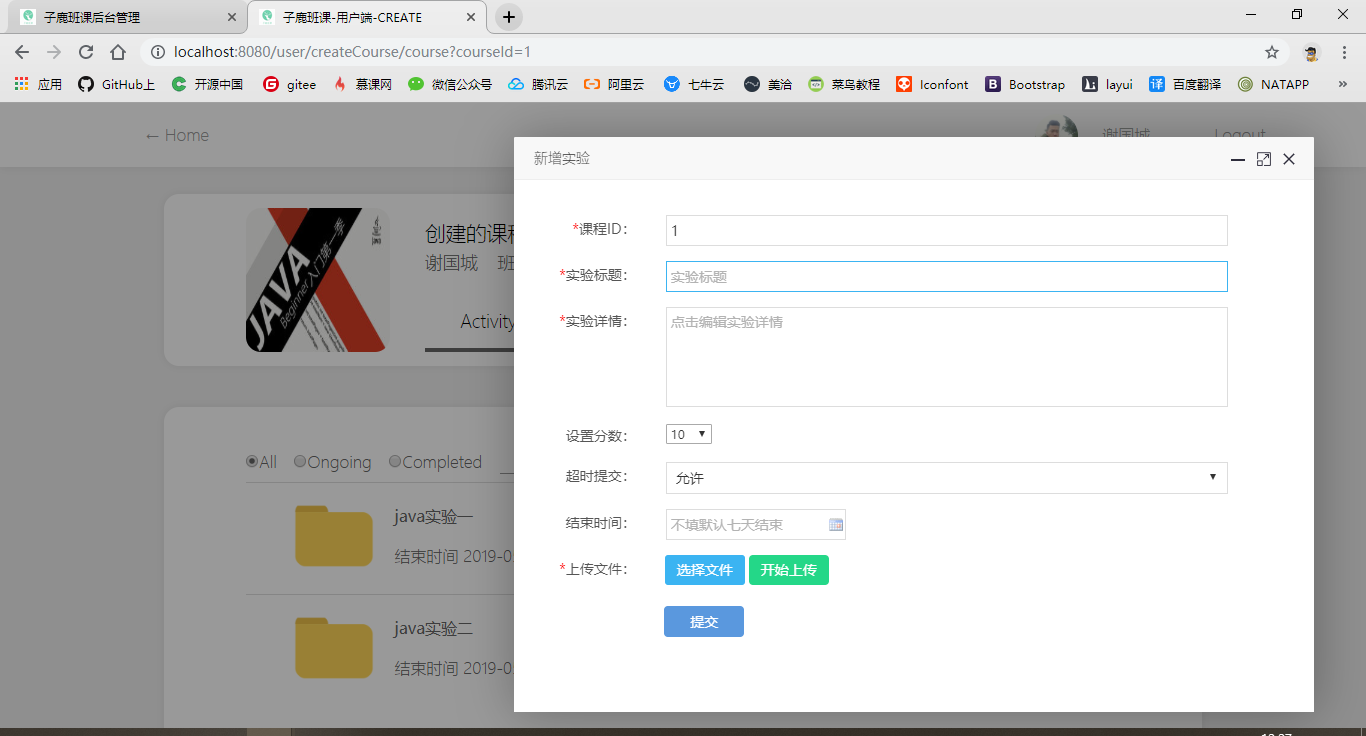 子鹿班课后台管理
子鹿班课-用户端-CREATE
localhost:8080/user/createCourse/course?courseId=1
应用 GitHub上 开源中国 gitee 慕课网 微信公众号 腾讯云 阿里云 七牛云 美洽 菜鸟教程 Iconfont Bootstrap layui 百度翻译 NATAPP »
← Home 谢国城 Logout
新增实验
JAVA
Beginner入门第一季
创建的课程
谢国城 班
Activity
*课程ID： 1
*实验标题： 实验标题
*实验详情： 点击编辑实验详情
设置分数： 10
超时提交： 允许
结束时间： 不填默认七天结束
*上传文件： 选择文件 开始上传
提交
All Ongoing Completed
java实验一
结束时间 2019-0
java实验二
结束时间 2019-0